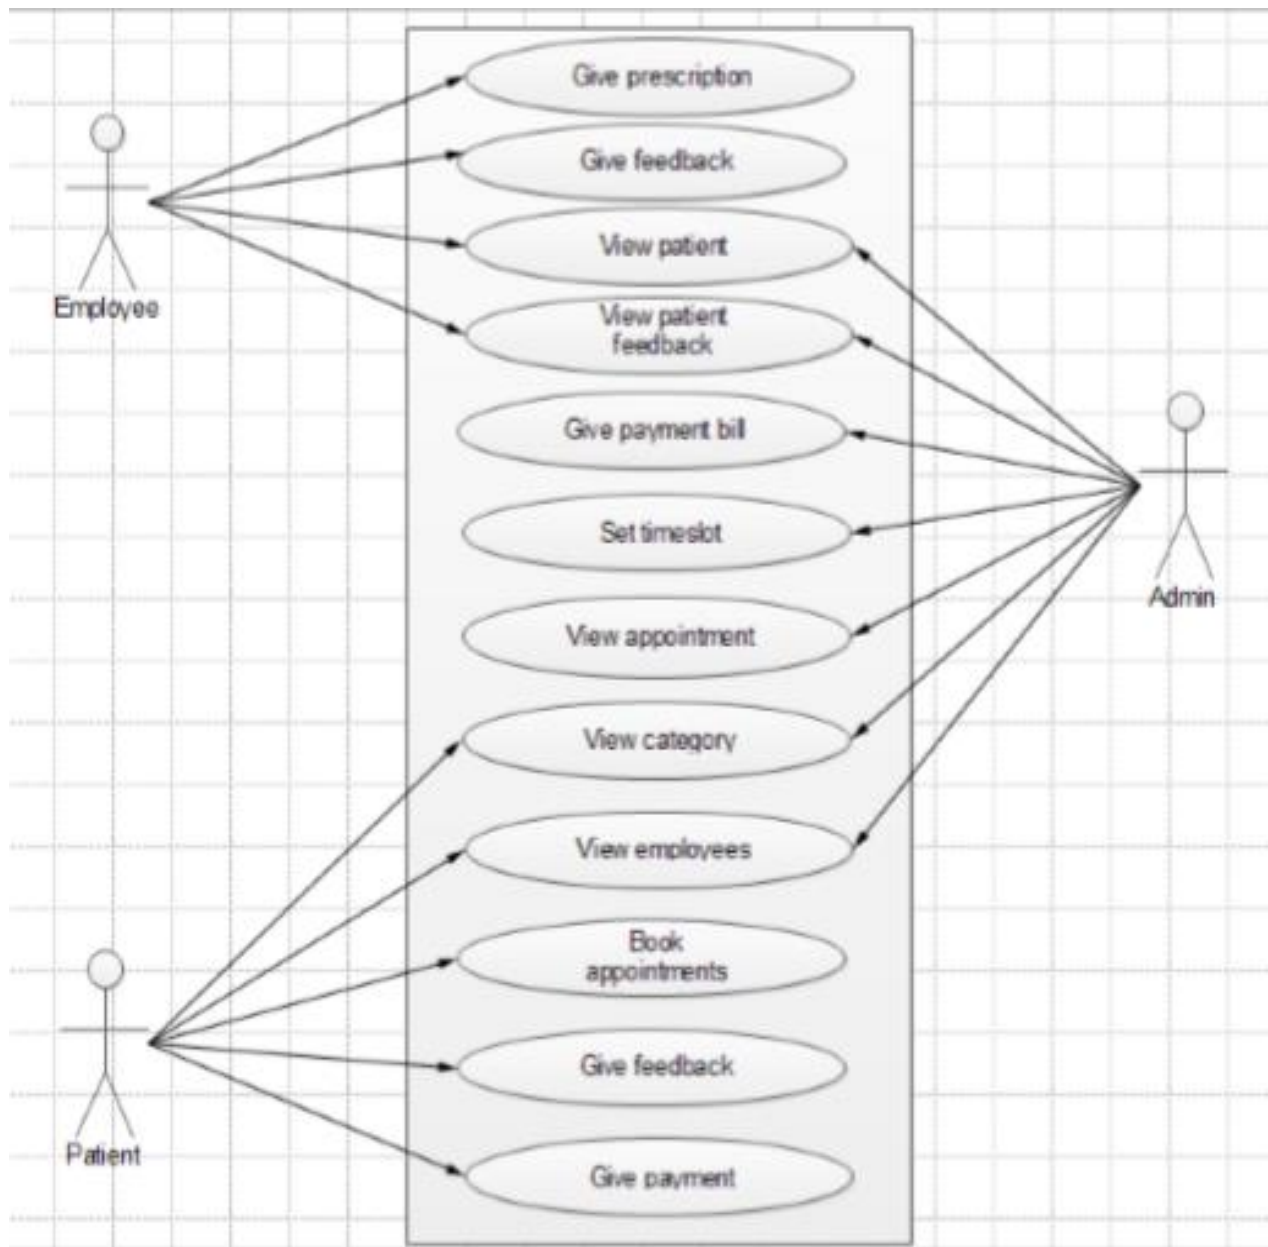 Give prescription
Give feedback
View patient
Employee
View patient
feedback
Give payment bill
Set timeslot
Admin
View appointment
View category
View employees
Book
appointments
Give feedback
Patient
Give payment